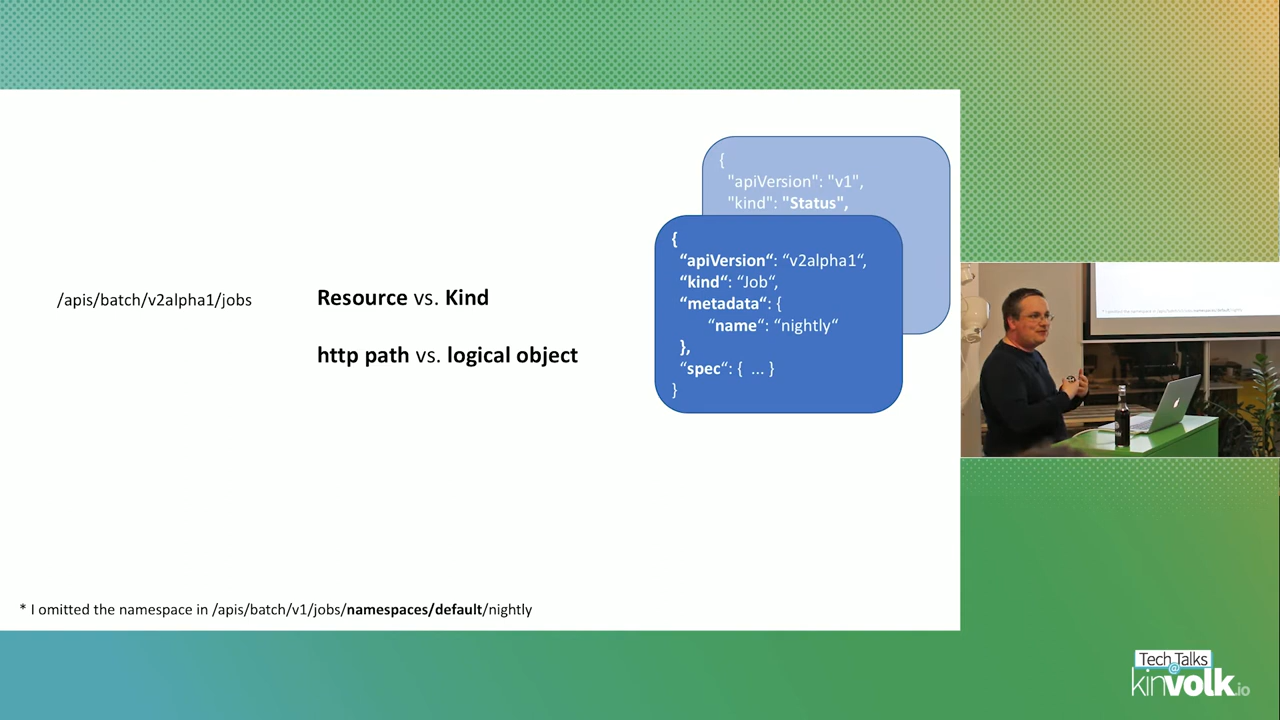 {
"apiVersion": "v1",
"kind": "Status",
{
“apiVersion“: “v2alpha1“,
“kind“: “Job“,
“metadata“: {
“name“: “nightly“
},
“spec“: { ... }
}
/apis/batch/v2alpha1/jobs
Resource vs. Kind
http path vs. logical object
* I omitted the namespace in /apis/batch/v1/jobs/namespaces/default/nightly
Tech Talks
@
kinvolk.io